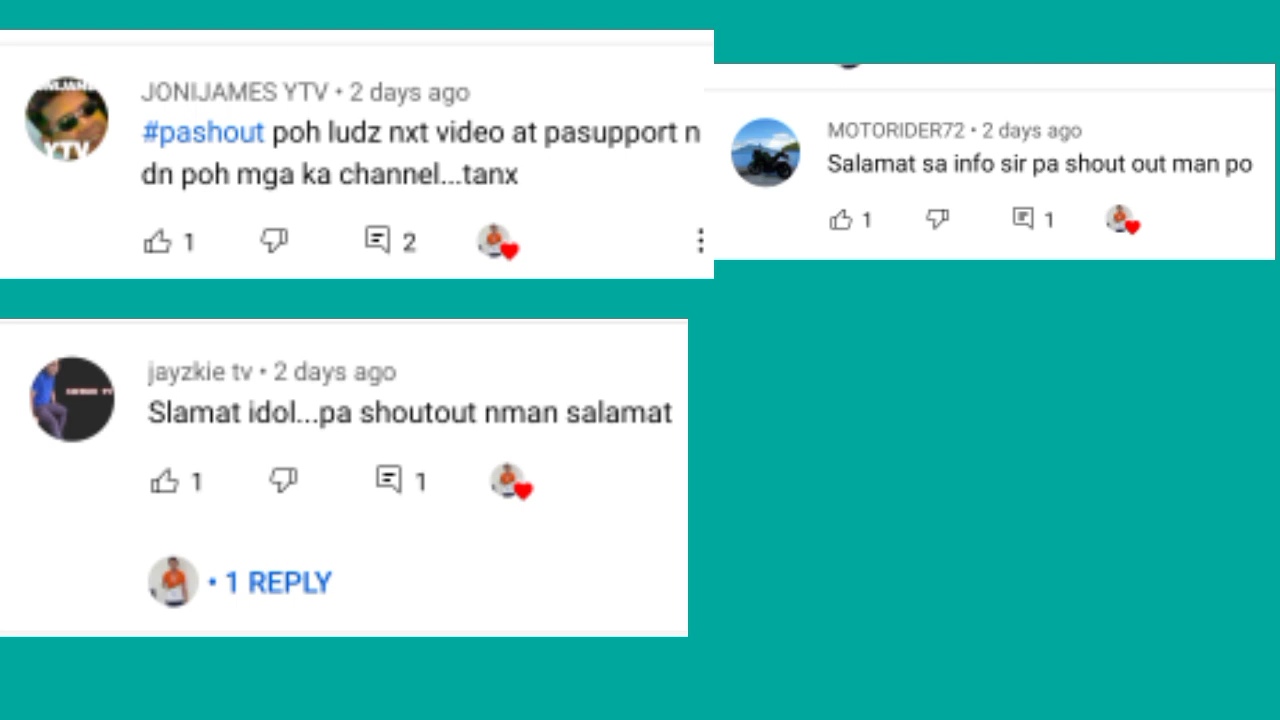 JONIJAMES YTV • 2 days ago
#pashout poh ludz nxt video at pasupport n
dn poh mga ka channel...tanx
1
2
MOTORIDER72 • 2 days ago
Salamat sa info sir pa shout out man po
1
1
jayzkie tv • 2 days ago
Slamat idol...pa shoutout nman salamat
1
1
• 1 REPLY
YTV